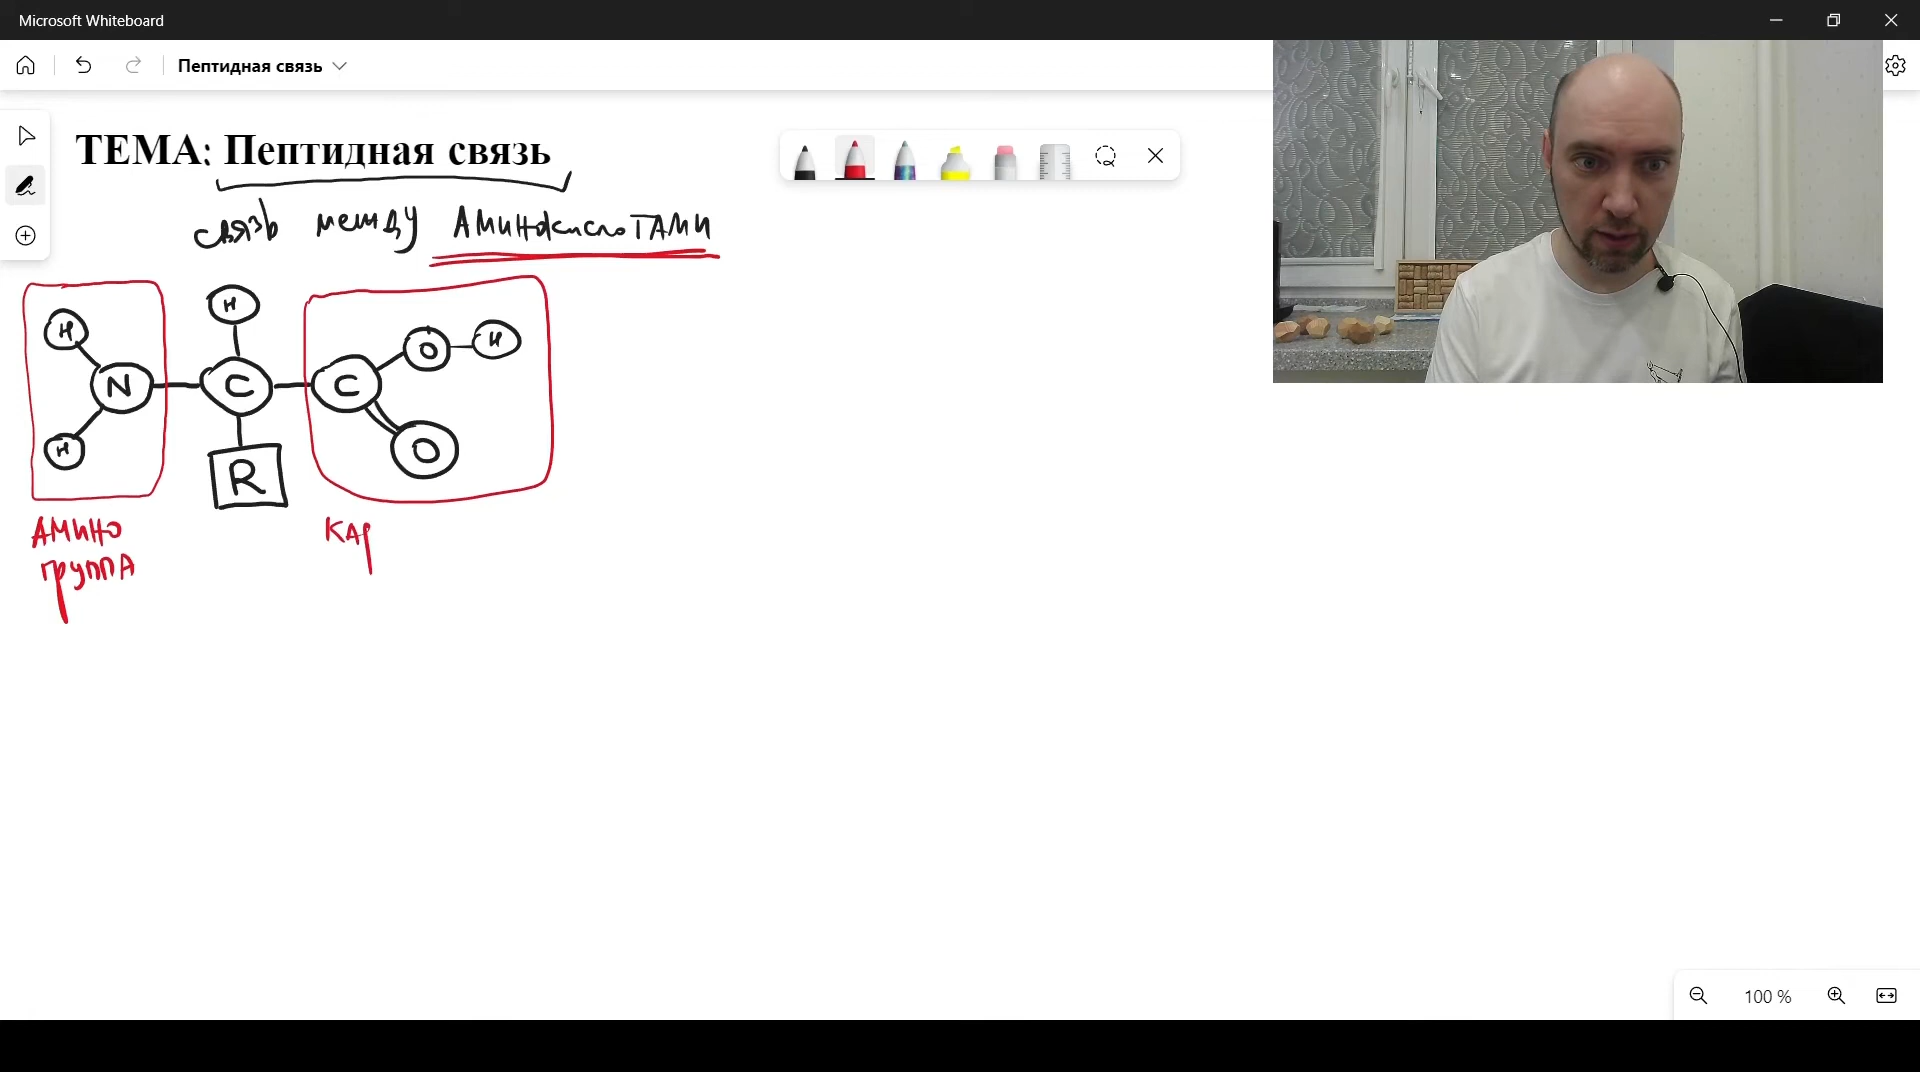 Microsoft Whiteboard
Пептидная связь
ТЕМА: Пептидная связь
связь между АминокислоТАМИ
H
H
H
O
H
N
C
C
H
O
R
АМИНО
группА
КАР
100 %